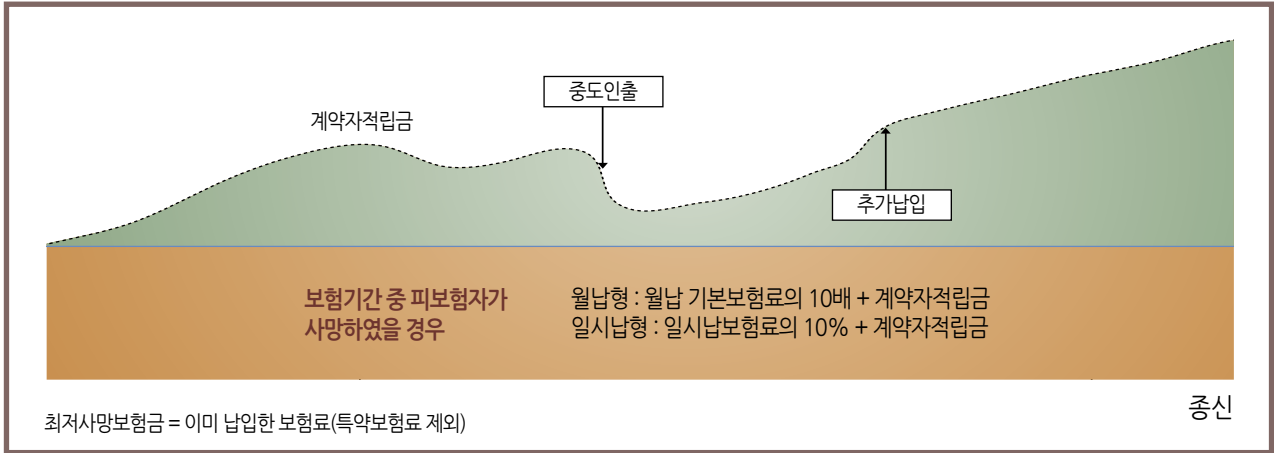 중도인출
계약자적립금
추가납입
보험기간 중 피보험자가
사망하였을 경우
월납형 : 월납 기본보험료의 10배 + 계약자적립금
일시납형 : 일시납보험료의 10% + 계약자적립금
종신
최저사망보험금 = 이미 납입한 보험료(특약보험료 제외)